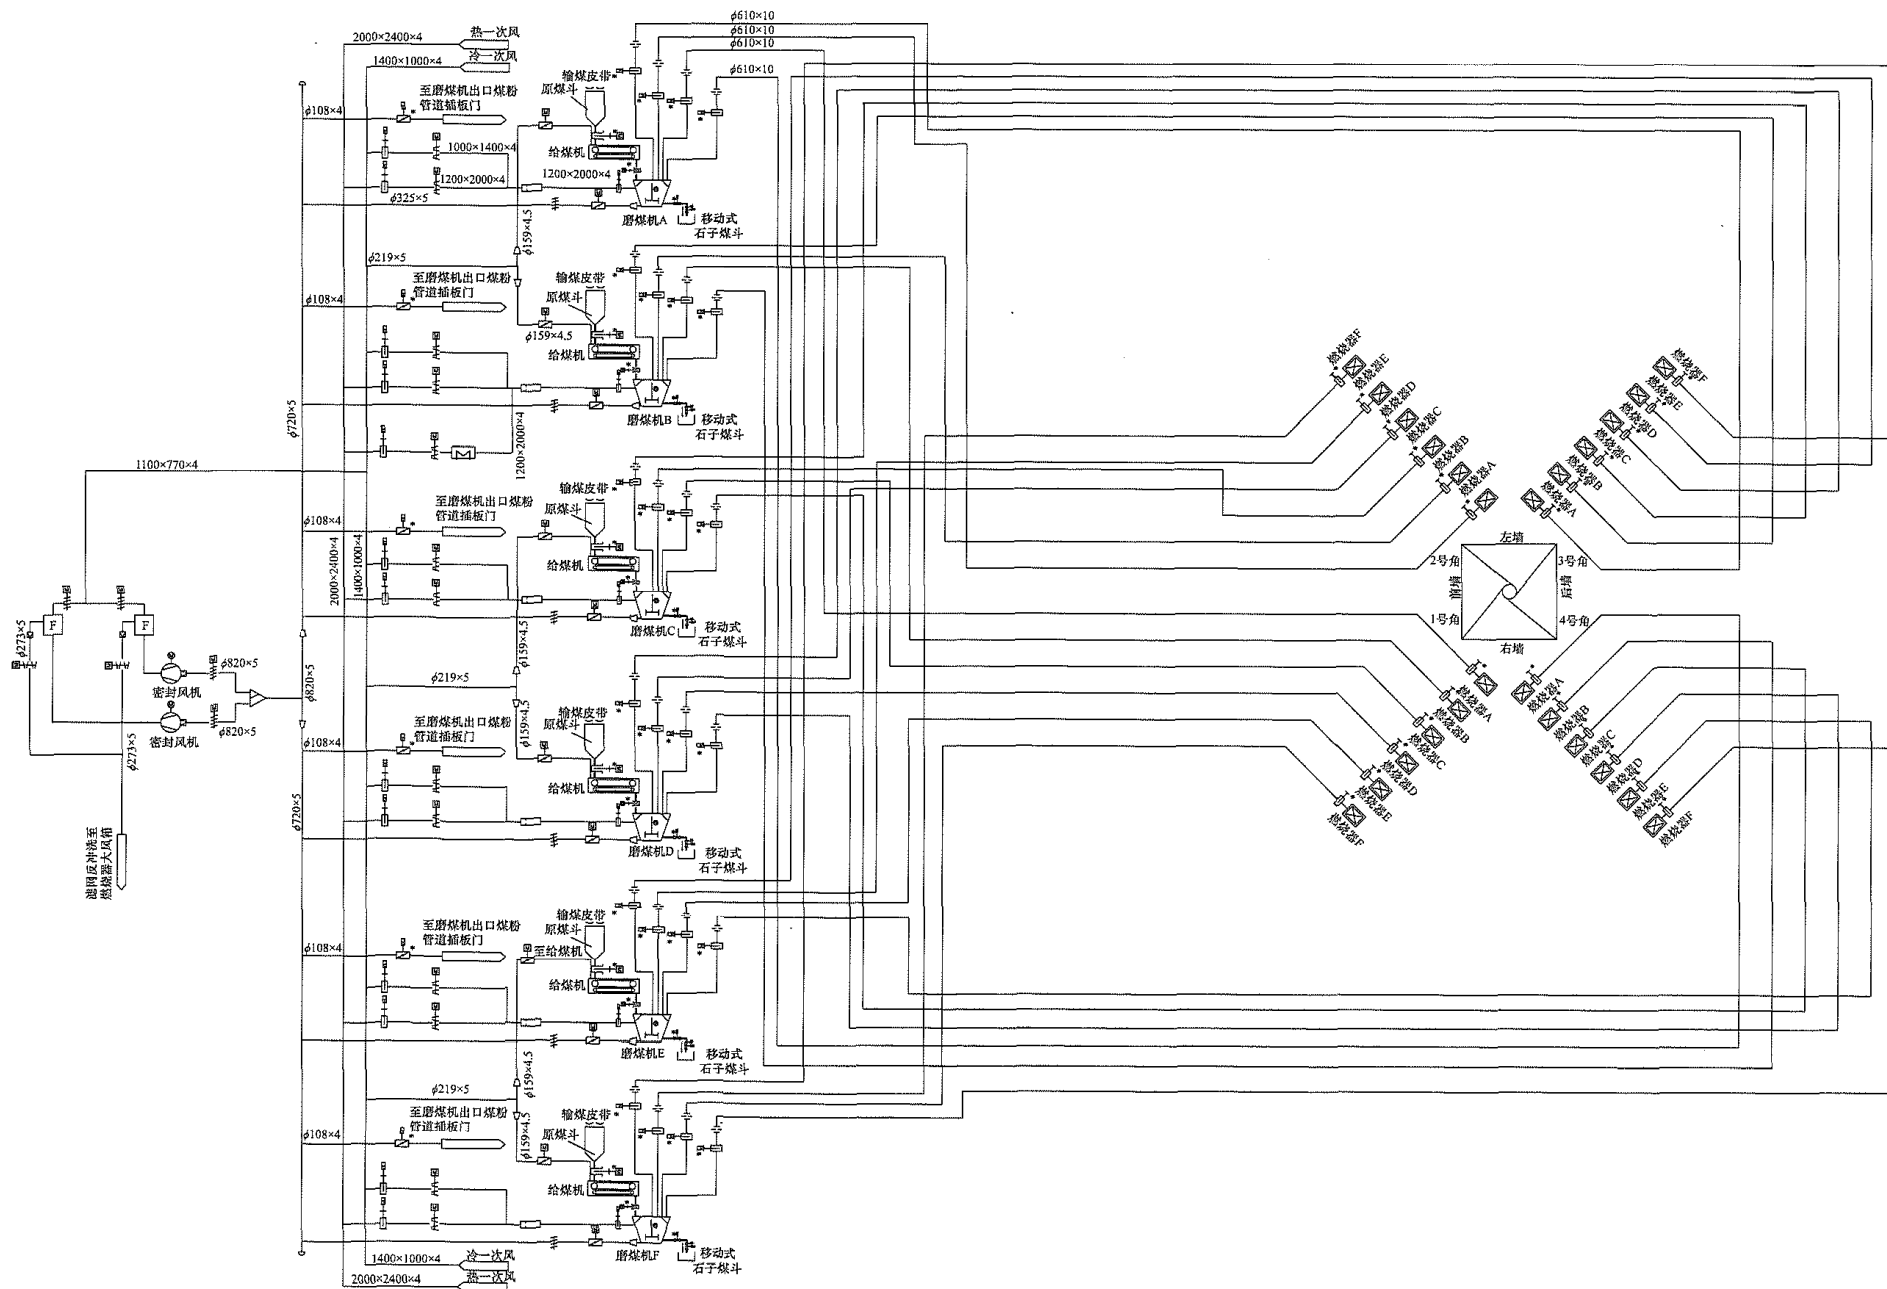 热一次风
2000×2400×4
冷一次风
1400×1000×4
ϕ610×10
ϕ610×10
ϕ610×10
ϕ610×10
输煤皮带
原煤斗
至磨煤机出口煤粉
管道插板门
ϕ108×4
1000×1400×4
给煤机
1200×2000×4
1200×2000×4
ϕ325×5
磨煤机A
移动式
石子煤斗
ϕ159×4.5
ϕ219×5
至磨煤机出口煤粉
管道插板门
ϕ108×4
输煤皮带
原煤斗
ϕ159×4.5
给煤机
磨煤机B
移动式
石子煤斗
ϕ720×5
1200×2000×4
1100×770×4
输煤皮带
原煤斗
至磨煤机出口煤粉
管道插板门
ϕ108×4
2000×2400×4
1400×1000×4
给煤机
磨煤机C
移动式
石子煤斗
ϕ159×4.5
ϕ219×5
ϕ159×4.5
F
F
ϕ273×5
ϕ820×5
密封风机
ϕ820×5
密封风机
ϕ820×5
ϕ273×5
滤网反冲洗至
燃烧器大风箱
至磨煤机出口煤粉
管道插板门
ϕ108×4
输煤皮带
原煤斗
给煤机
磨煤机D
移动式
石子煤斗
ϕ720×5
至磨煤机出口煤粉
管道插板门
ϕ108×4
输煤皮带
原煤斗
至给煤机
给煤机
磨煤机E
移动式
石子煤斗
ϕ159×4.5
ϕ219×5
至磨煤机出口煤粉
管道插板门
ϕ108×4
ϕ159×4.5
输煤皮带
原煤斗
给煤机
磨煤机F
移动式
石子煤斗
1400×1000×4
冷一次风
2000×2400×4
热一次风
燃烧器F
燃烧器E
燃烧器D
燃烧器C
燃烧器B
燃烧器A
燃烧器F
燃烧器E
燃烧器D
燃烧器C
燃烧器B
燃烧器A
左墙
2号角
3号角
前墙
后墙
1号角
4号角
右墙
燃烧器A
燃烧器B
燃烧器C
燃烧器D
燃烧器E
燃烧器F
燃烧器A
燃烧器B
燃烧器C
燃烧器D
燃烧器E
燃烧器F